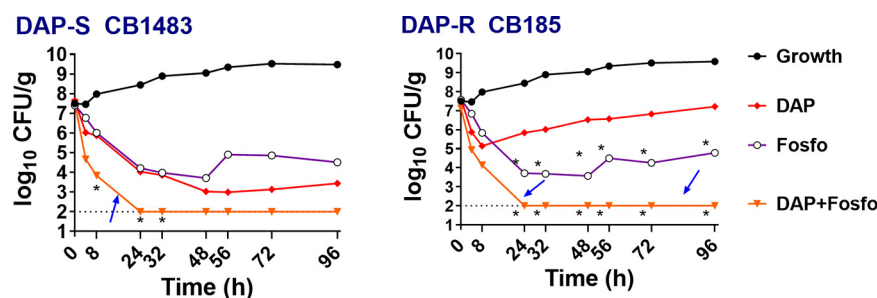 DAP-S CB1483
log10 CFU/g
10
9
8
7
6
5
4
3
2
1
* * *
0 8 24 32 48 56 72 96
Time (h)
DAP-R CB185
log10 CFU/g
10
9
8
7
6
5
4
3
2
1
* * * * * *
* * * * * *
0 8 24 32 48 56 72 96
Time (h)
Growth
DAP
Fosfo
DAP+Fosfo